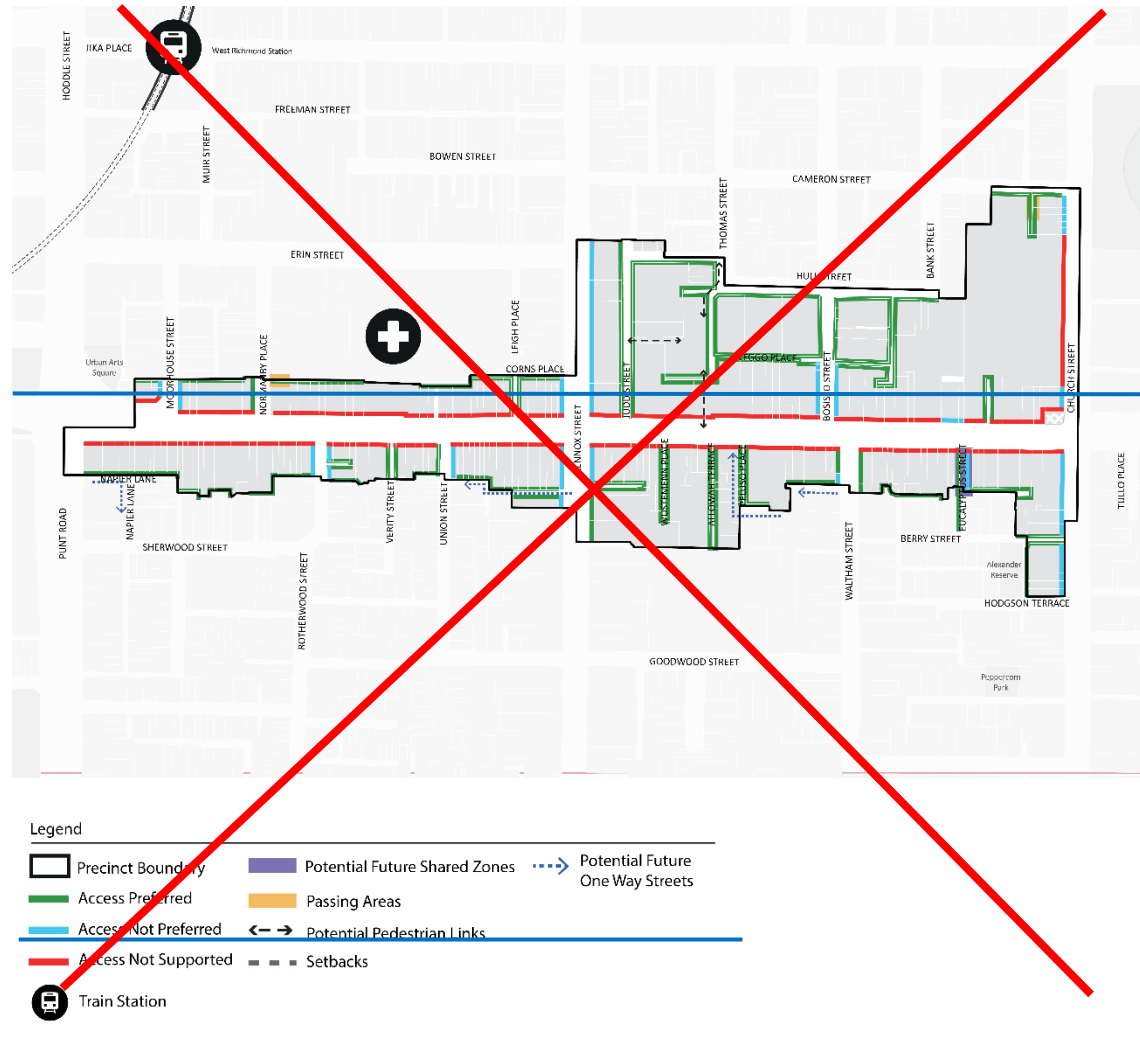 HODDLE STREET
JIKA PLACE
West Richmond Station
FREEMAN STREET
MUIR STREET
BOWEN STREET
CAMERON STREET
THOMAS STREET
BANK STREET
ERIN STREET
HULL STREET
LEIGH PLACE
MOORHOUSE STREET
NORMANBY PLACE
Urban Arts
Square
CORNS PLACE
JUDD STREET
EGGO PLACE
BOSISTO STREET
CHURCH STREET
LENNOX STREET
WUSTEMENN PLACE
ALLOWAH TERRACE
EUCALYPTUS STREET
TULLO PLACE
NAPIER LANE
NAPIER LANE
PUNT ROAD
SHERWOOD STREET
VERITY STREET
UNION STREET
WALTHAM STREET
BERRY STREET
Alexander
Reserve
HODGSON TERRACE
ROTHERWOOD STREET
GOODWOOD STREET
Peppercorn
Park
Legend
Precinct Boundary
Access Preferred
Access Not Preferred
Access Not Supported
Train Station
Potential Future Shared Zones
Passing Areas
Potential Pedestrian Links
Setbacks
Potential Future
One Way Streets